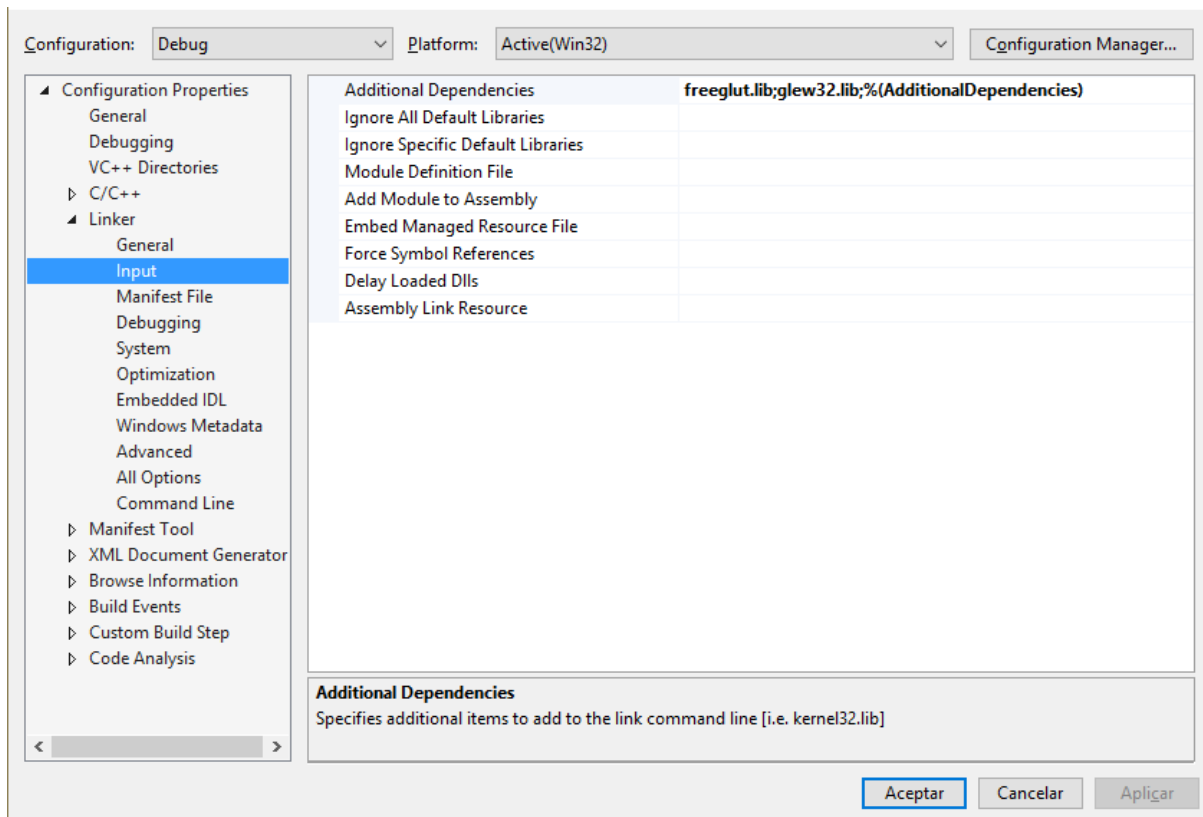 Configuration: Debug Platform: Active(Win32) Configuration Manager...
Configuration Properties
General
Debugging
VC++ Directories
C/C++
Linker
General
Input
Manifest File
Debugging
System
Optimization
Embedded IDL
Windows Metadata
Advanced
All Options
Command Line
Manifest Tool
XML Document Generator
Browse Information
Build Events
Custom Build Step
Code Analysis
Additional Dependencies freeglut.lib;glew32.lib;%(AdditionalDependencies)
Ignore All Default Libraries
Ignore Specific Default Libraries
Module Definition File
Add Module to Assembly
Embed Managed Resource File
Force Symbol References
Delay Loaded Dlls
Assembly Link Resource
Additional Dependencies
Specifies additional items to add to the link command line [i.e. kernel32.lib]
Aceptar Cancelar Aplicar